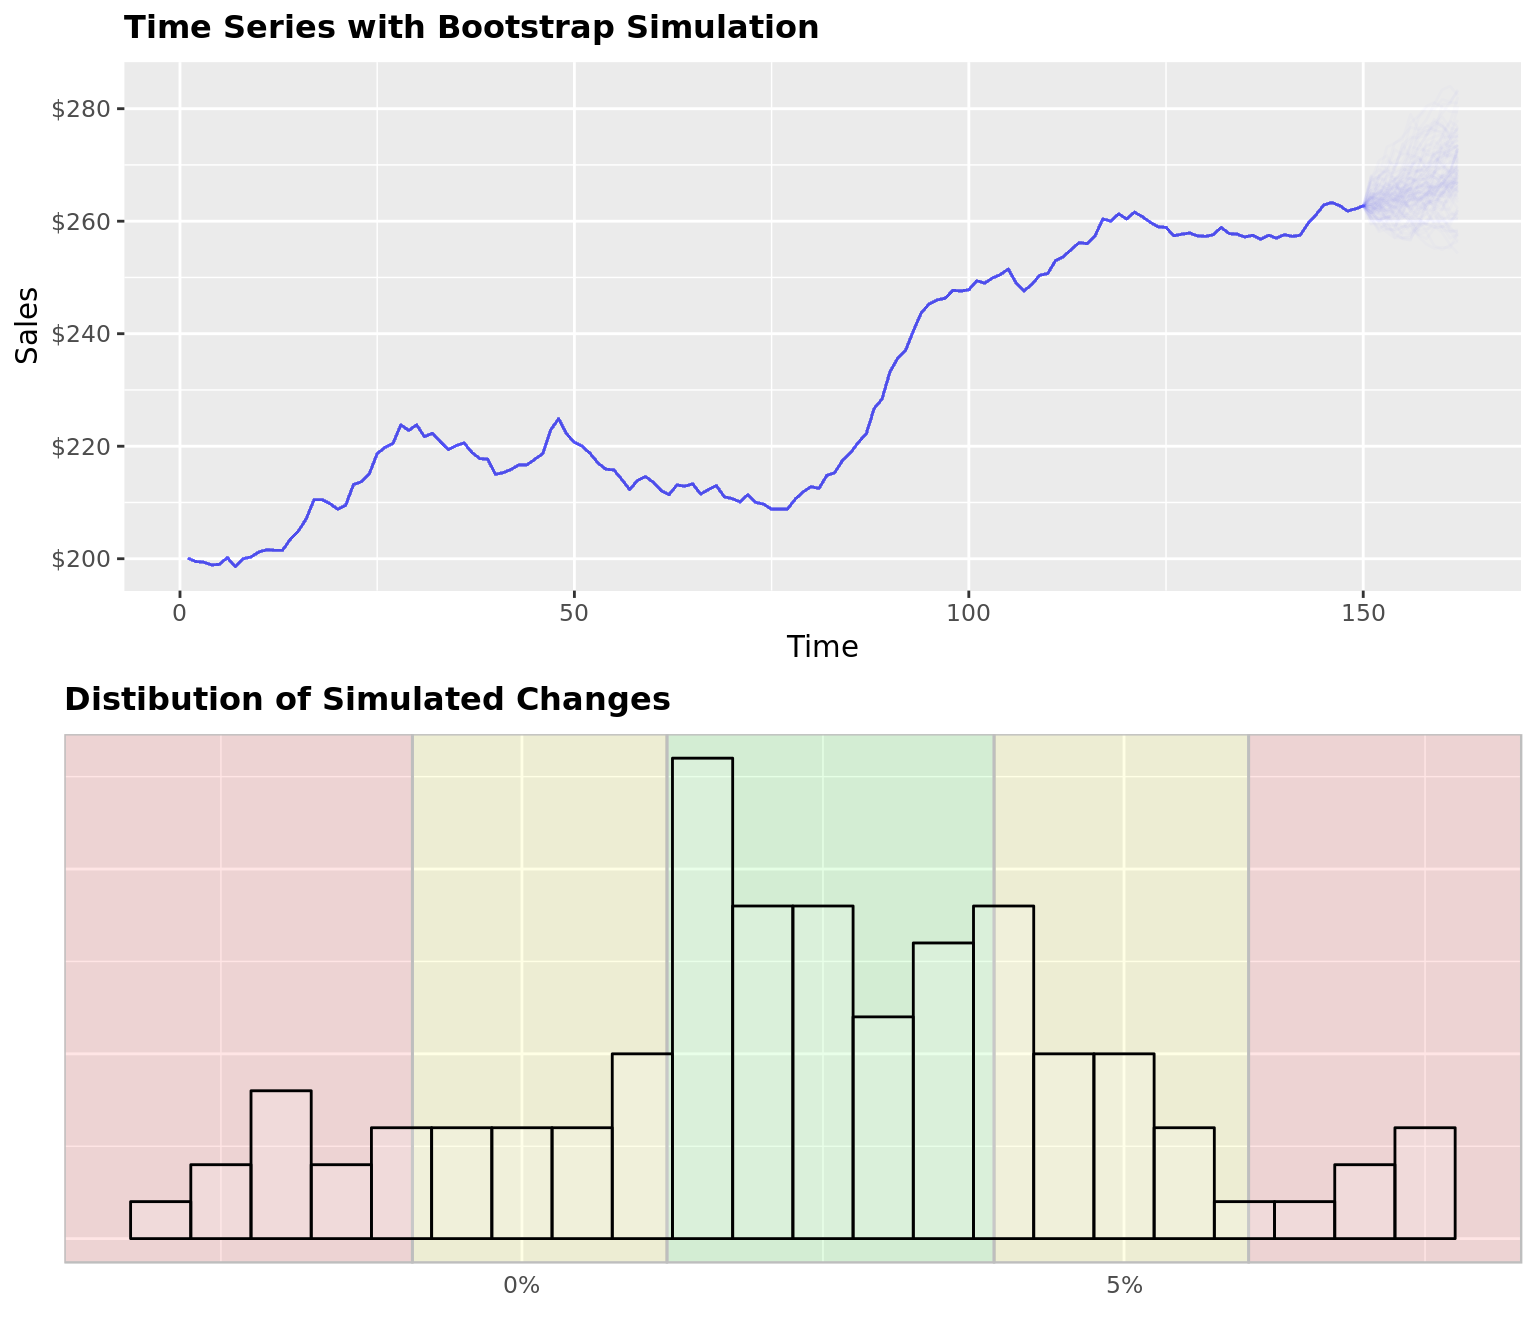 Time Series with Bootstrap Simulation
$280
$260
$240
$220
$200
Sales
0 50 100 150
Time
Distibution of Simulated Changes
0% 5%